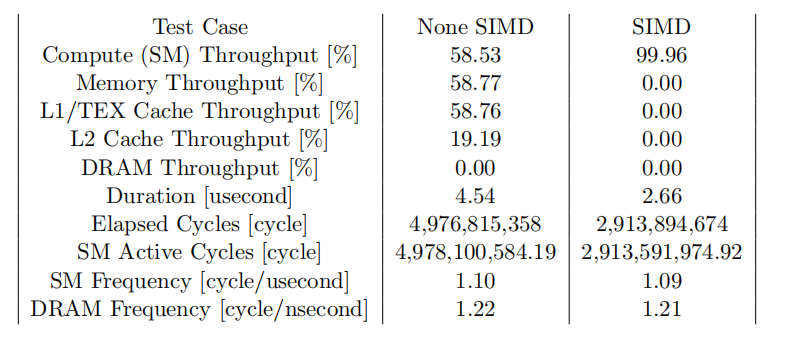 Test Case None SIMD SIMD
Compute (SM) Throughput [%] 58.53 99.96
Memory Throughput [%] 58.77 0.00
L1/TEX Cache Throughput [%] 58.76 0.00
L2 Cache Throughput [%] 19.19 0.00
DRAM Throughput [%] 0.00 0.00
Duration [usecond] 4.54 2.66
Elapsed Cycles [cycle] 4,976,815,358 2,913,894,674
SM Active Cycles [cycle] 4,978,100,584.19 2,913,591,974.92
SM Frequency [cycle/usecond] 1.10 1.09
DRAM Frequency [cycle/nsecond] 1.22 1.21